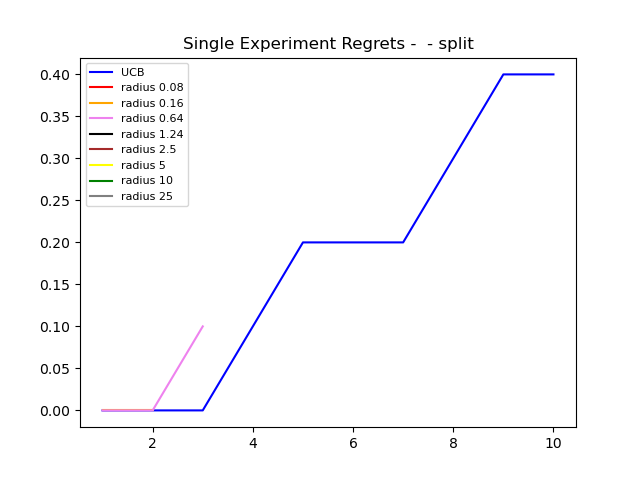 Single Experiment Regrets -  - split
UCB
radius 0.08
radius 0.16
radius 0.64
radius 1.24
radius 2.5
radius 5
radius 10
radius 25
0.40
0.35
0.30
0.25
0.20
0.15
0.10
0.05
0.00
2 4 6 8 10